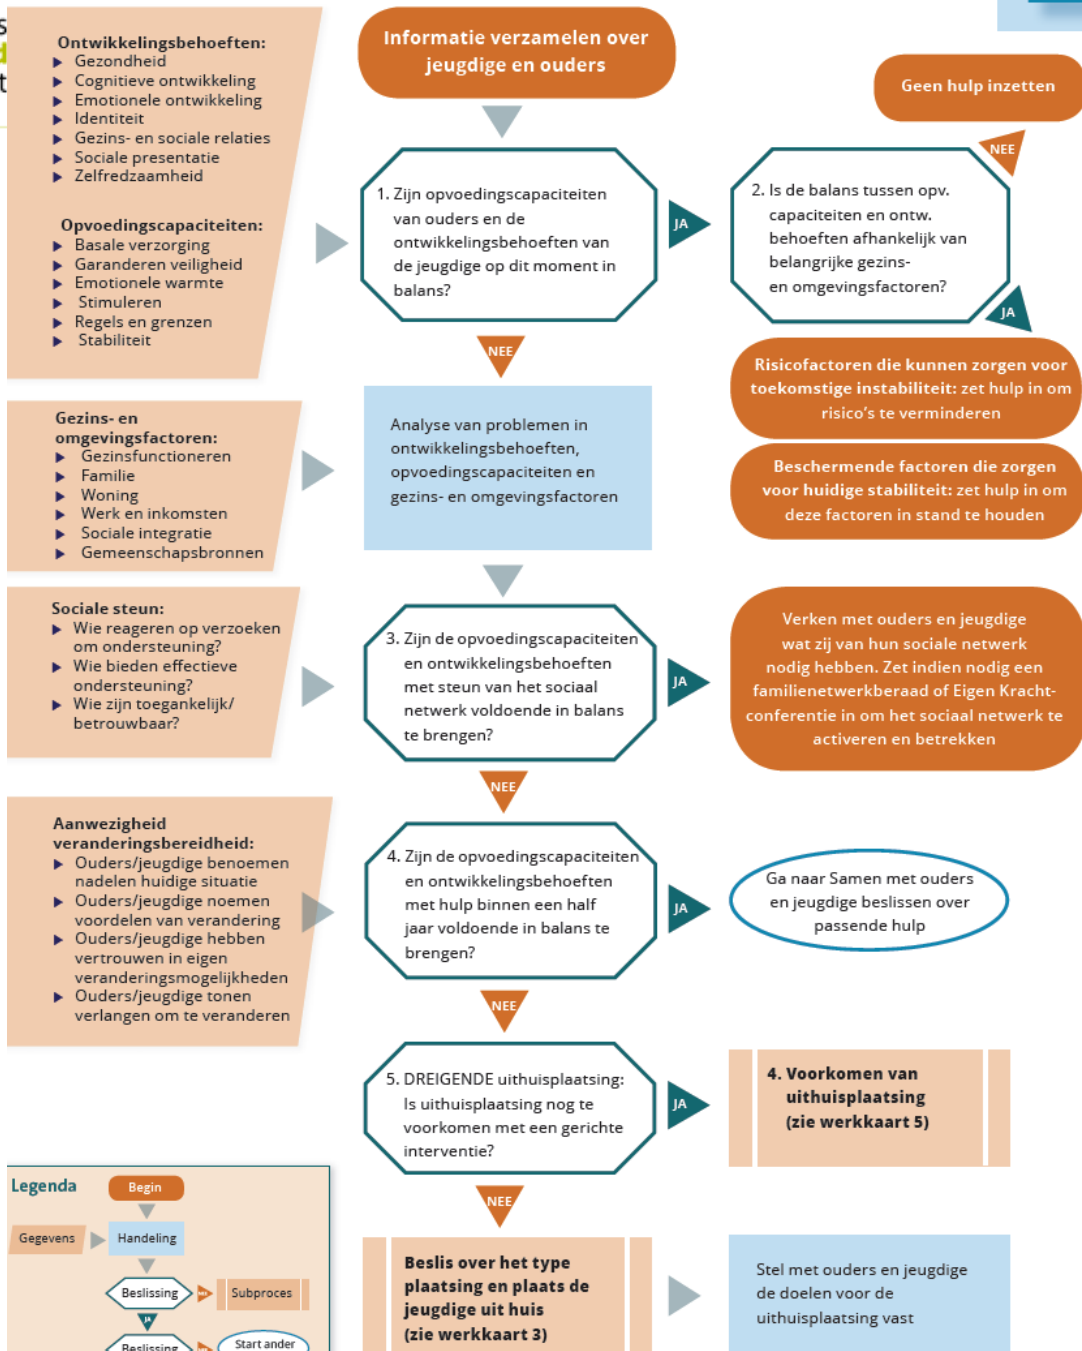 s
t
Ontwikkelingsbehoeften:
Gezondheid
Cognitieve ontwikkeling
Emotionele ontwikkeling
Identiteit
Gezins- en sociale relaties
Sociale presentatie
Zelfredzaamheid
Opvoedingscapaciteiten:
Basale verzorging
Garanderen veiligheid
Emotionele warmte
Stimuleren
Regels en grenzen
Stabiliteit
Informatie verzamelen over
jeugdige en ouders
Geen hulp inzetten
NEE
1. Zijn opvoedingscapaciteiten
van ouders en de
ontwikkelingsbehoeften van
de jeugdige op dit moment in
balans?
JA
2. Is de balans tussen opv.
capaciteiten en ontw.
behoeften afhankelijk van
belangrijke gezins-
en omgevingsfactoren?
JA
NEE
Risicofactoren die kunnen zorgen voor
toekomstige instabiliteit: zet hulp in om
risico's te verminderen
Beschermende factoren die zorgen
voor huidige stabiliteit: zet hulp in om
deze factoren in stand te houden
Gezins- en
omgevingsfactoren:
Gezinsfunctioneren
Familie
Woning
Werk en inkomsten
Sociale integratie
Gemeenschapsbronnen
Analyse van problemen in
ontwikkelingsbehoeften,
opvoedingscapaciteiten en
gezins- en omgevingsfactoren
Sociale steun:
Wie reageren op verzoeken
om ondersteuning?
Wie bieden effectieve
ondersteuning?
Wie zijn toegankelijk/
betrouwbaar?
3. Zijn de opvoedingscapaciteiten
en ontwikkelingsbehoeften
met steun van het sociaal
netwerk voldoende in balans
te brengen?
JA
Verken met ouders en jeugdige
wat zij van hun sociale netwerk
nodig hebben. Zet indien nodig een
familienetwerkberaad of Eigen Kracht-
conferentie in om het sociaal netwerk te
activeren en betrekken
NEE
Aanwezigheid
veranderingsbereidheid:
Ouders/jeugdige benoemen
nadelen huidige situatie
Ouders/jeugdige noemen
voordelen van verandering
Ouders/jeugdige hebben
vertrouwen in eigen
veranderingsmogelijkheden
Ouders/jeugdige tonen
verlangen om te veranderen
4. Zijn de opvoedingscapaciteiten
en ontwikkelingsbehoeften
met hulp binnen een half
jaar voldoende in balans te
brengen?
JA
Ga naar Samen met ouders
en jeugdige beslissen over
passende hulp
NEE
5. DREIGENDE uithuisplaatsing:
Is uithuisplaatsing nog te
voorkomen met een gerichte
interventie?
JA
4. Voorkomen van
uithuisplaatsing
(zie werkkaart 5)
NEE
Beslis over het type
plaatsing en plaats de
jeugdige uit huis
(zie werkkaart 3)
Stel met ouders en jeugdige
de doelen voor de
uithuisplaatsing vast
Legenda
Begin
Gegevens
Handeling
Beslissing
Subproces
JA
Beslissing
Start ander